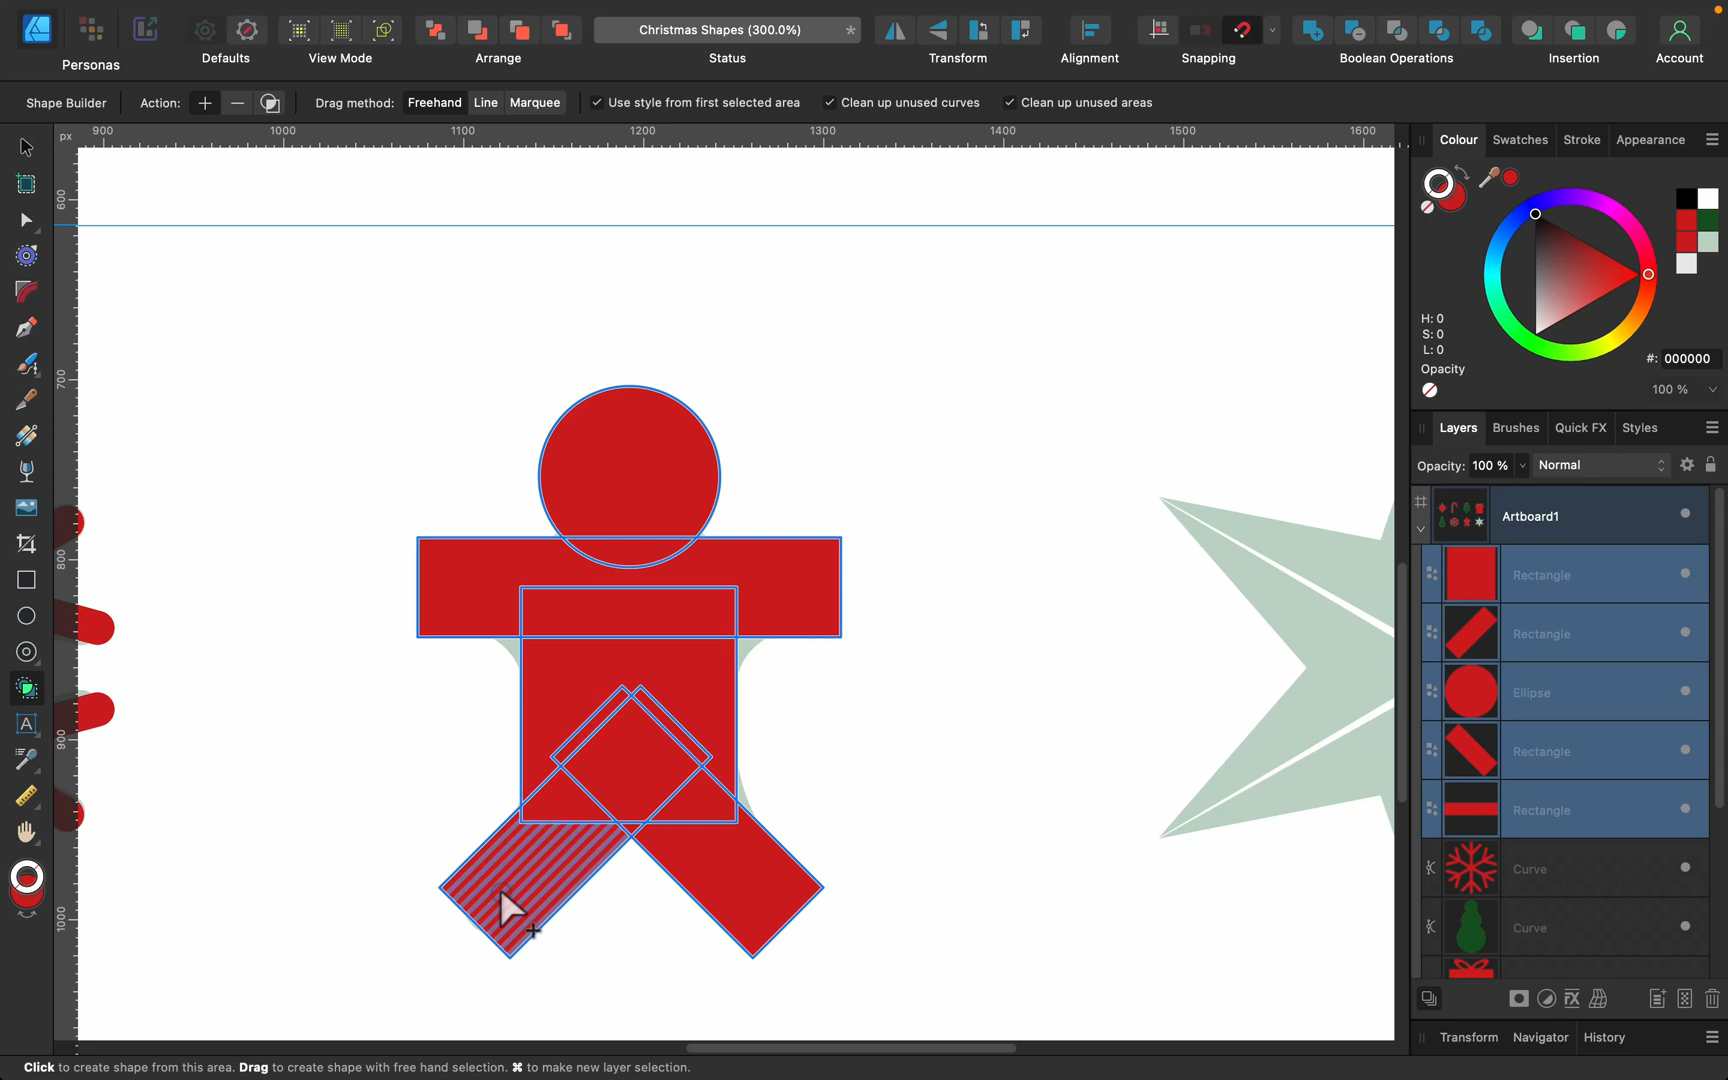 Christmas Shapes (300.0%)
*
Personas
Defaults
View Mode
Arrange
Status
Transform
Alignment
Snapping
Boolean Operations
Insertion
Account
Shape Builder
Action:
Drag method:
Freehand
Line
Marquee
Use style from first selected area
Clean up unused curves
Clean up unused areas
px
900
1000
1100
1200
1300
1400
1500
1600
600
700
800
900
1000
Colour
Swatches
Stroke
Appearance
H: 0
S: 0
L: 0
#: 000000
Opacity
100 %
Layers
Brushes
Quick FX
Styles
Opacity: 100 %
Normal
Artboard1
Rectangle
Rectangle
Ellipse
Rectangle
Rectangle
Curve
Curve
Transform
Navigator
History
Click to create shape from this area. Drag to create shape with free hand selection. ⌘ to make new layer selection.